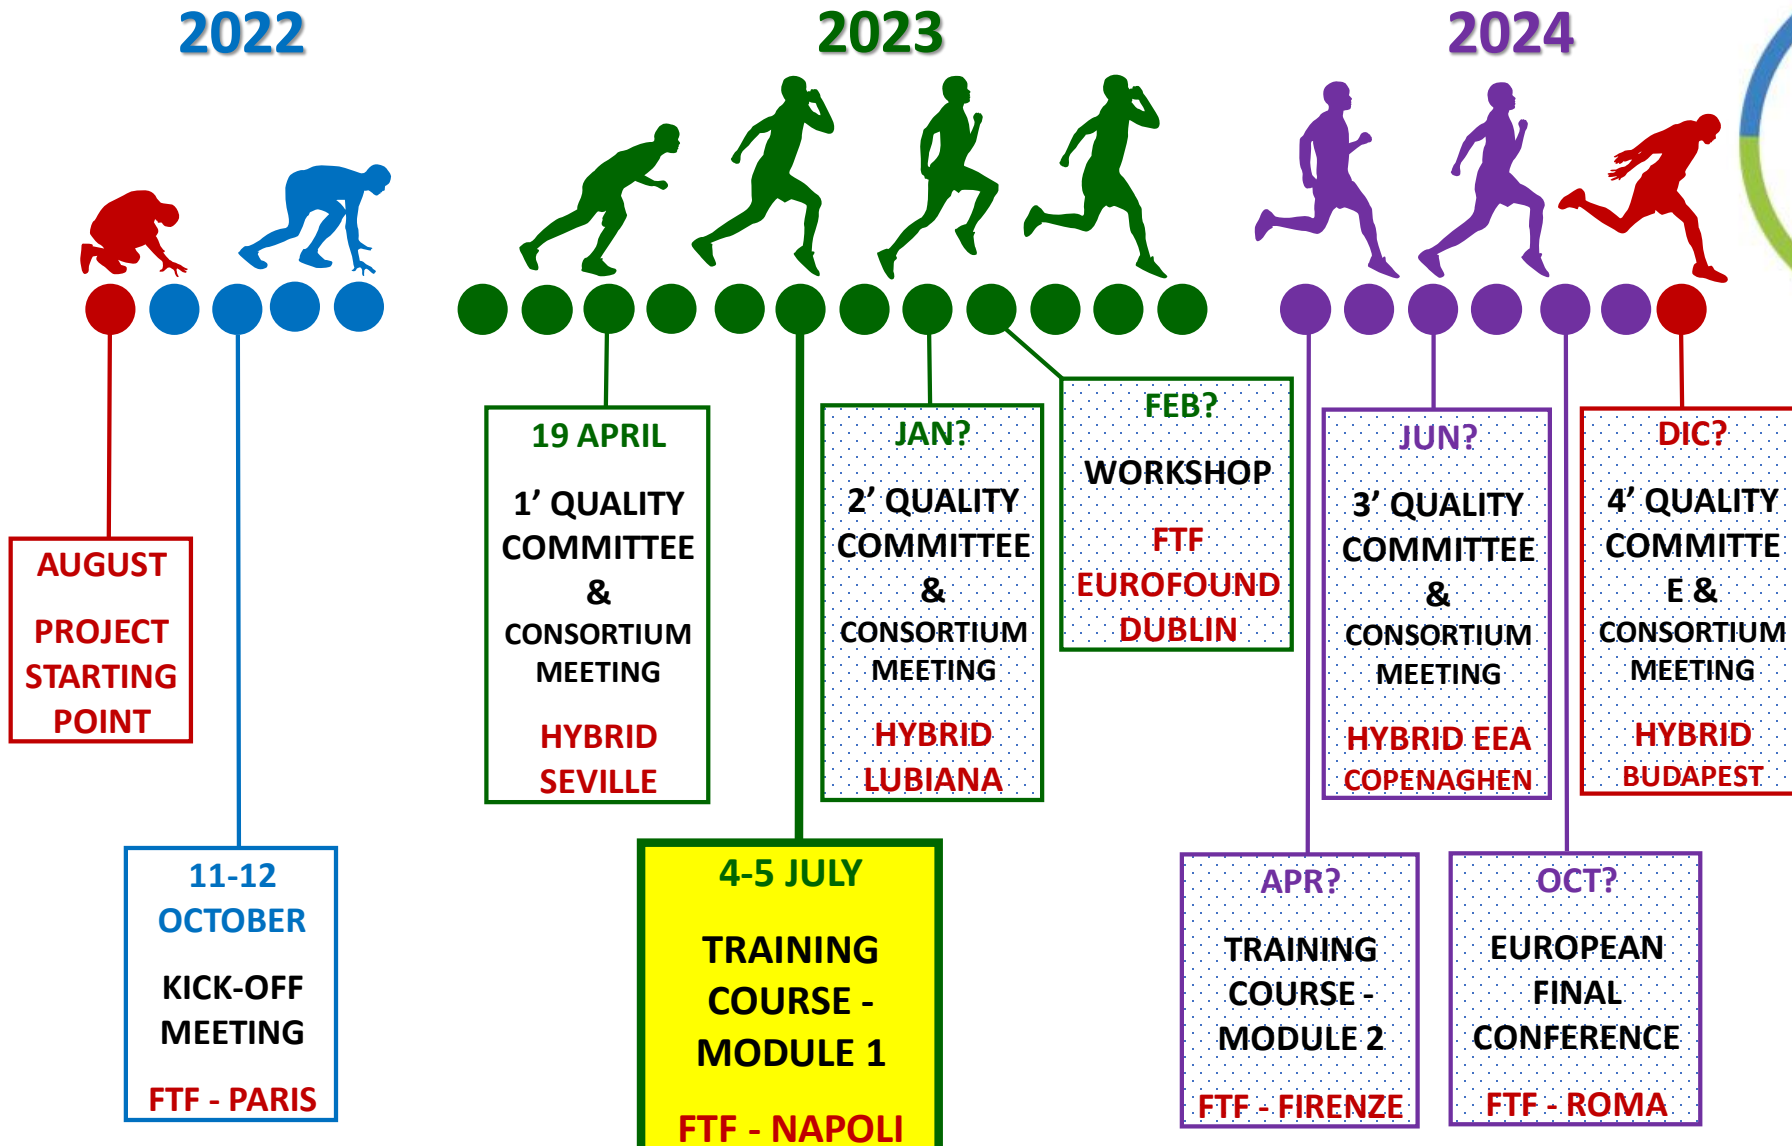 2022
2023
2024
AUGUST
PROJECT
STARTING
POINT
11-12
OCTOBER
KICK-OFF
MEETING
FTF - PARIS
19 APRIL
1’ QUALITY
COMMITTEE
&
CONSORTIUM
MEETING
HYBRID
SEVILLE
4-5 JULY
TRAINING
COURSE -
MODULE 1
FTF - NAPOLI
JAN?
2’ QUALITY
COMMITTEE
&
CONSORTIUM
MEETING
HYBRID
LUBIANA
FEB?
WORKSHOP
FTF
EUROFOUND
DUBLIN
APR?
TRAINING
COURSE -
MODULE 2
FTF - FIRENZE
JUN?
3’ QUALITY
COMMITTEE
&
CONSORTIUM
MEETING
HYBRID EEA
COPENAGHEN
OCT?
EUROPEAN
FINAL
CONFERENCE
FTF - ROMA
DIC?
4’ QUALITY
COMMITTE
E &
CONSORTIUM
MEETING
HYBRID
BUDAPEST